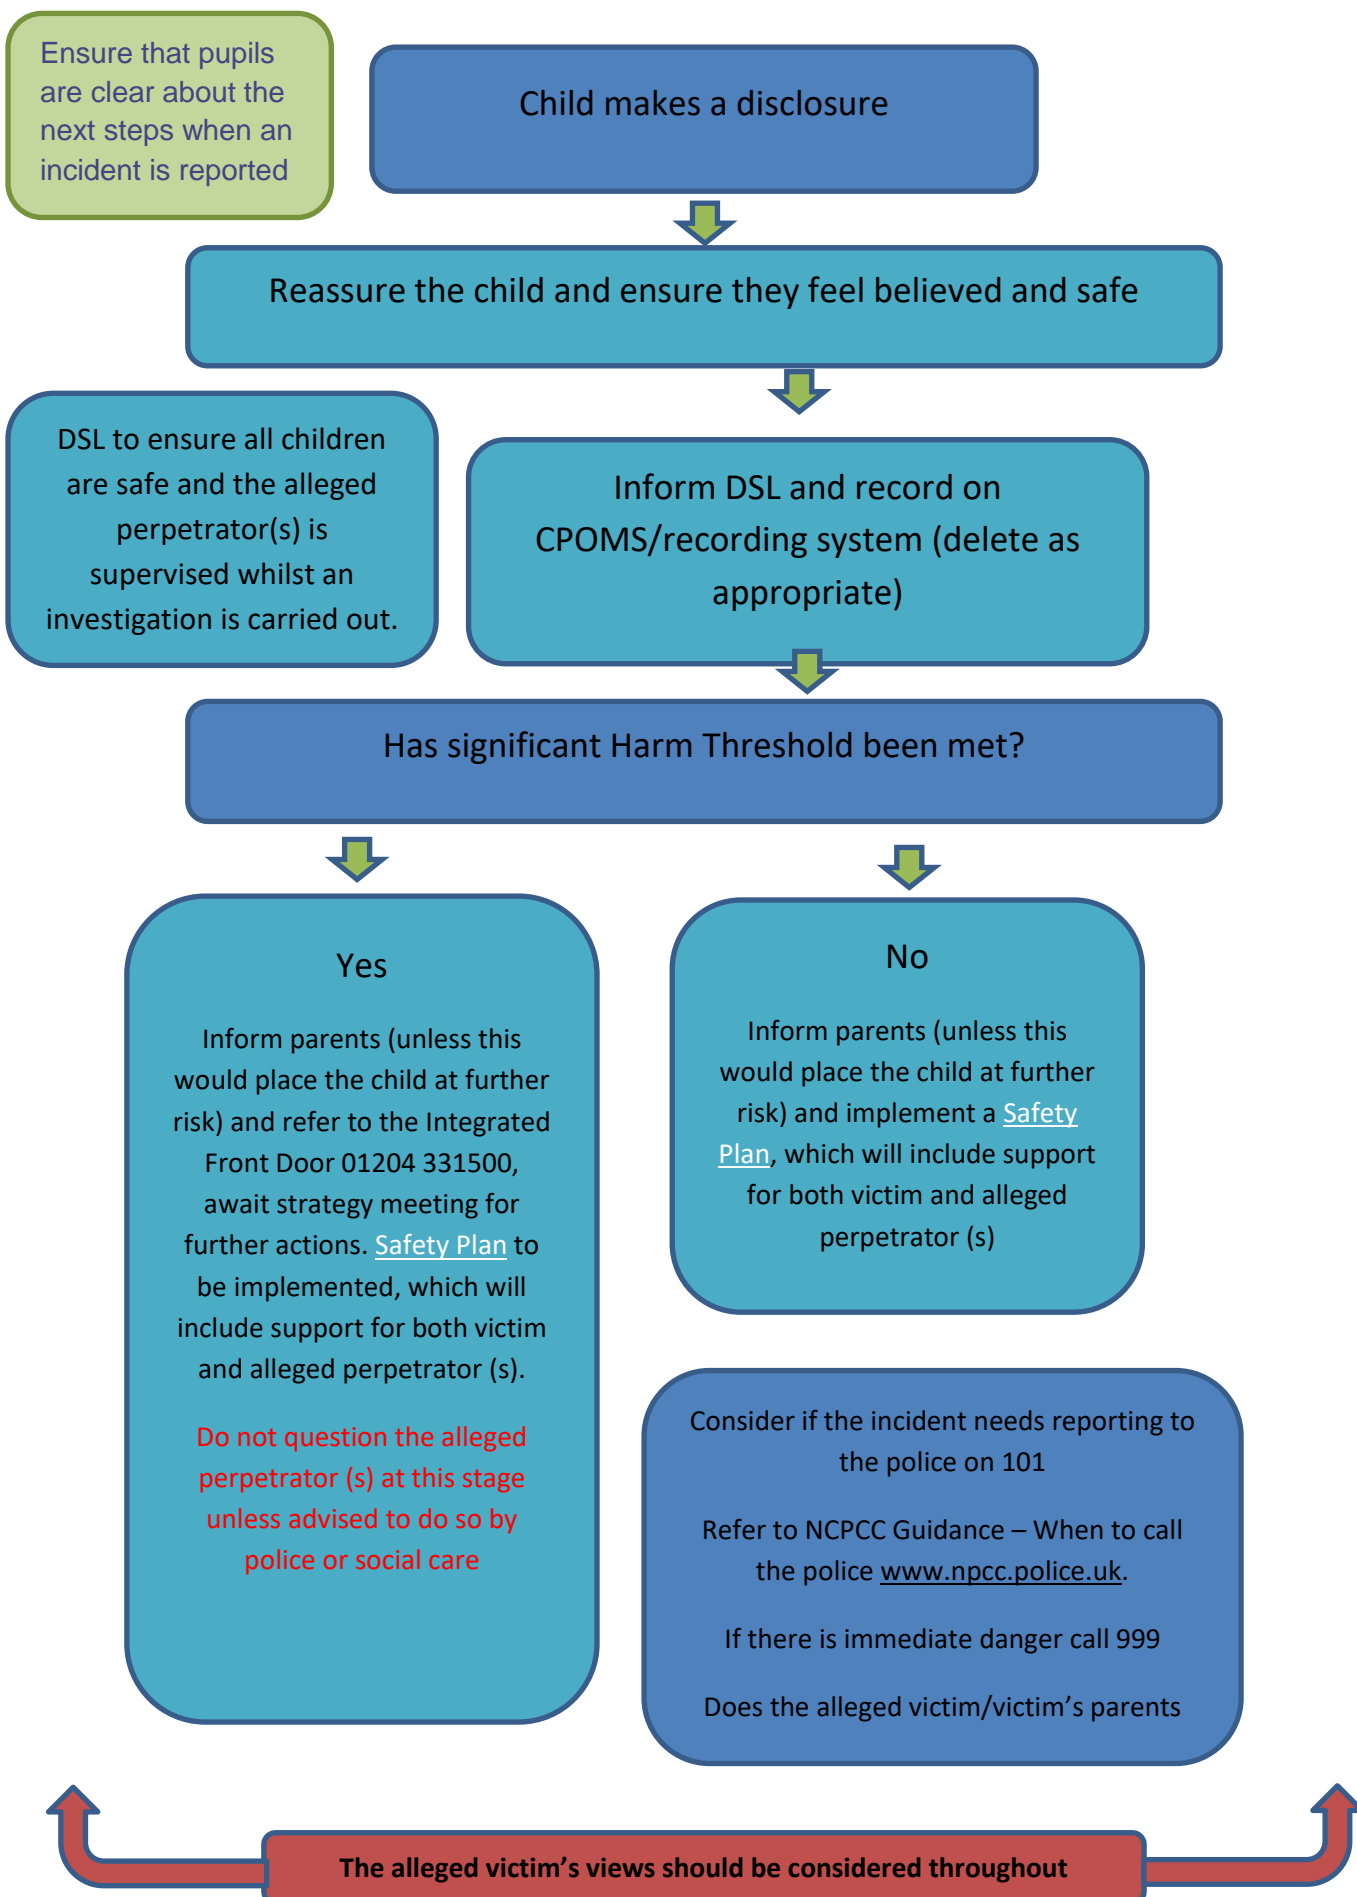 Ensure that pupils
are clear about the
next steps when an
incident is reported
Child makes a disclosure
Reassure the child and ensure they feel believed and safe
DSL to ensure all children
are safe and the alleged
perpetrator(s) is
supervised whilst an
investigation is carried out.
Inform DSL and record on
CPOMS/recording system (delete as
appropriate)
Has significant Harm Threshold been met?
Yes
Inform parents (unless this
would place the child at further
risk) and refer to the Integrated
Front Door 01204 331500,
await strategy meeting for
further actions. Safety Plan to
be implemented, which will
include support for both victim
and alleged perpetrator (s).
Do not question the alleged
perpetrator (s) at this stage
unless advised to do so by
police or social care
No
Inform parents (unless this
would place the child at further
risk) and implement a Safety
Plan, which will include support
for both victim and alleged
perpetrator (s)
Consider if the incident needs reporting to
the police on 101
Refer to NCPCC Guidance – When to call
the police www.npcc.police.uk.
If there is immediate danger call 999
Does the alleged victim/victim's parents
The alleged victim's views should be considered throughout